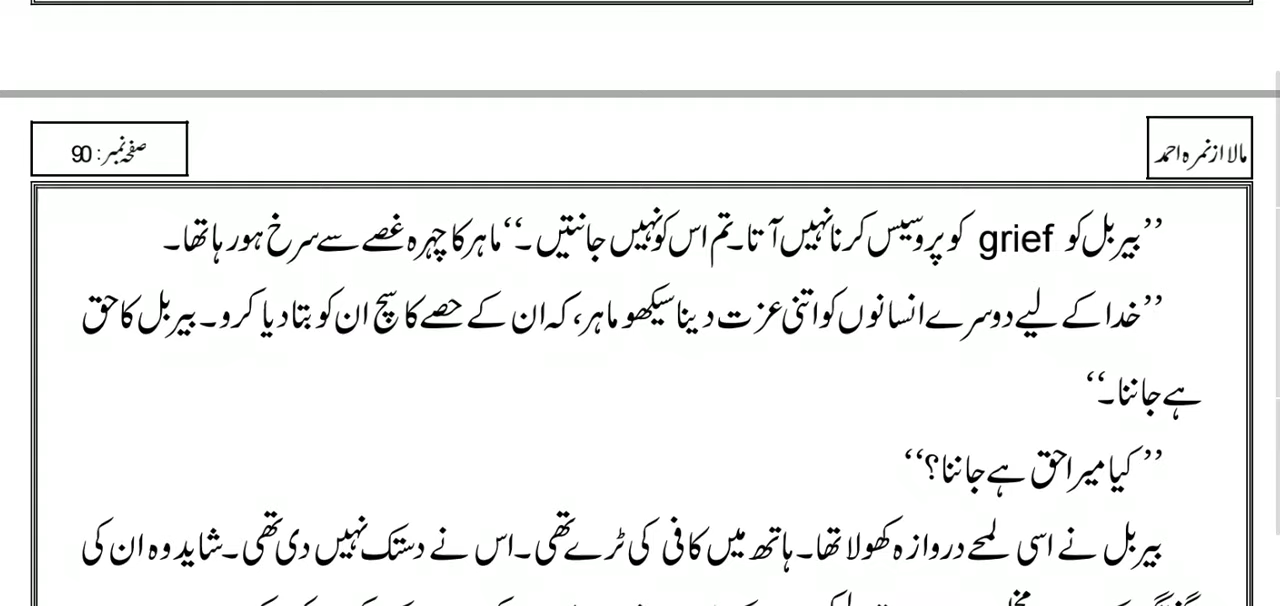 مالا از نمرہ احمد
صفحہ نمبر: 90
’’بیربل کو grief کو پروسیس کرنا نہیں آتا۔ تم اس کو نہیں جانتیں۔‘‘ ماہر کا چہرہ غصے سے سرخ ہو رہا تھا۔
’’خدا کے لیے دوسرے انسانوں کو اتنی عزت دینا سیکھو ماہر، کہ ان کے حصے کا سچ ان کو بتا دیا کرو۔ بیربل کا حق
ہے جاننا۔‘‘
’’کیا میرا حق ہے جاننا؟‘‘
بیربل نے اسی لمحے دروازہ کھولا تھا۔ ہاتھ میں کافی کی ٹرے تھی۔ اس نے دستک نہیں دی تھی۔ شاید وہ ان کی